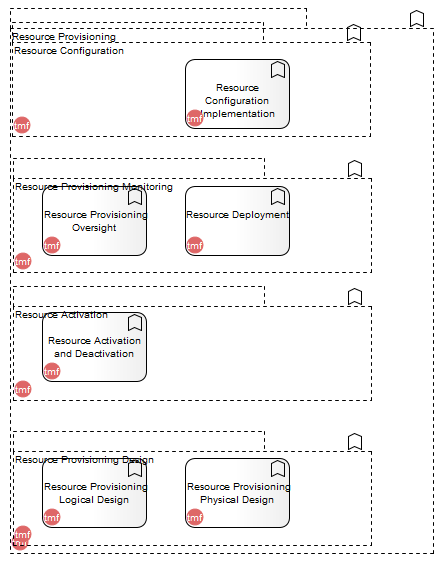 Resource Provisioning
Resource Configuration
Resource
Configuration
Implementation
tmf
tmf
Resource Provisioning Monitoring
Resource Provisioning
Oversight
tmf
Resource Deployment
tmf
tmf
Resource Activation
Resource Activation
and Deactivation
tmf
tmf
Resource Provisioning Design
Resource Provisioning
Logical Design
tmf
Resource Provisioning
Physical Design
tmf
tmf
tmf